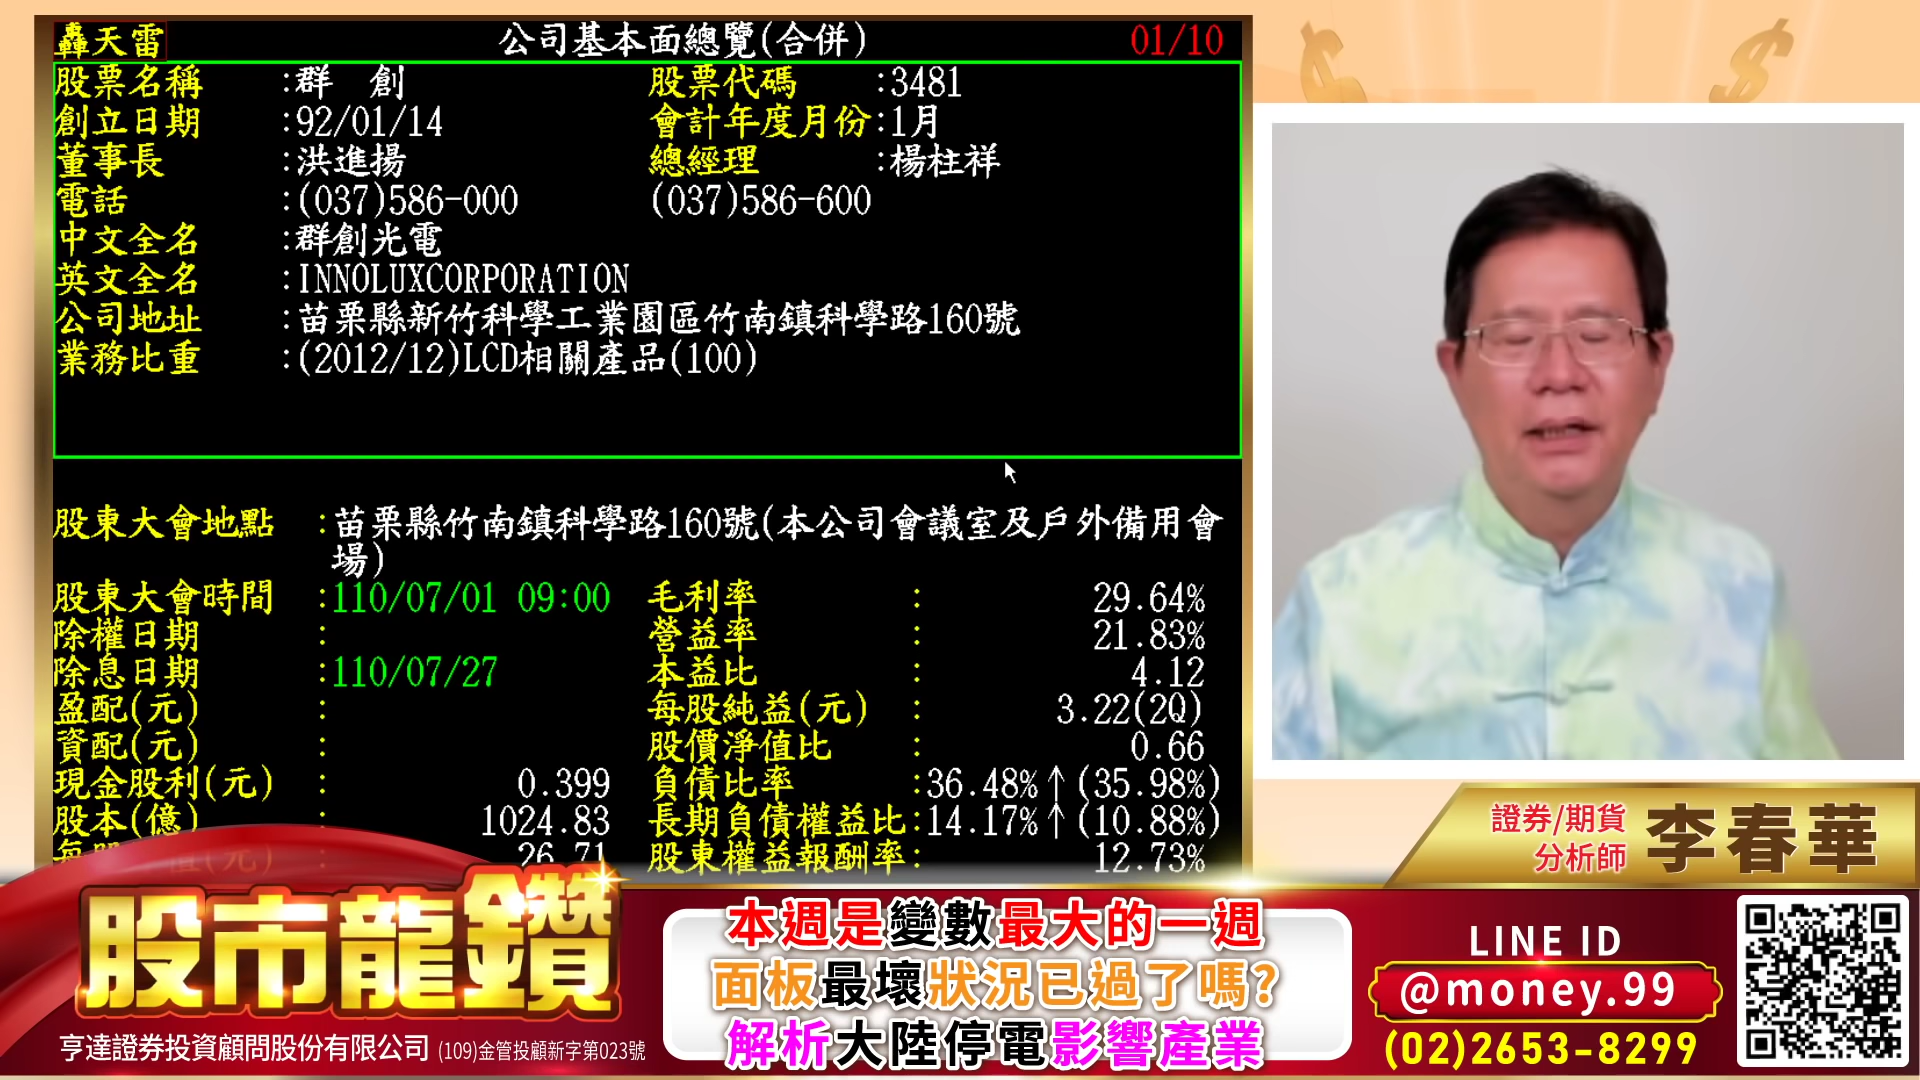 轟天雷 公司基本面總覽(合併) 01/10
股票名稱 :群 創 股票代碼 :3481
創立日期 :92/01/14 會計年度月份:1月
董事長 :洪進揚 總經理 :楊柱祥
電話 :(037)586-000 (037)586-600
中文全名 :群創光電
英文全名 :INNOLUXCORPORATION
公司地址 :苗栗縣新竹科學工業園區竹南鎮科學路160號
業務比重 :(2012/12)LCD相關產品(100)
股東大會地點 :苗栗縣竹南鎮科學路160號(本公司會議室及戶外備用會
場)
股東大會時間 :110/07/01 09:00 毛利率 : 29.64%
除權日期 : 營益率 : 21.83%
除息日期 :110/07/27 本益比 : 4.12
盈配(元) : 每股純益(元) : 3.22(2Q)
資配(元) : 股價淨值比 : 0.66
現金股利(元) : 0.399 負債比率 :36.48%↑(35.98%)
股本(億) : 1024.83 長期負債權益比:14.17%↑(10.88%)
值(元) : 26.71 股東權益報酬率: 12.73%
證券/期貨
分析師
李春華
股市龍鑽
亨達證券投資顧問股份有限公司 (109)金管投顧新字第023號
本週是變數最大的一週
面板最壞狀況已過了嗎?
解析大陸停電影響產業
LINE ID
@money.99
(02)2653-8299